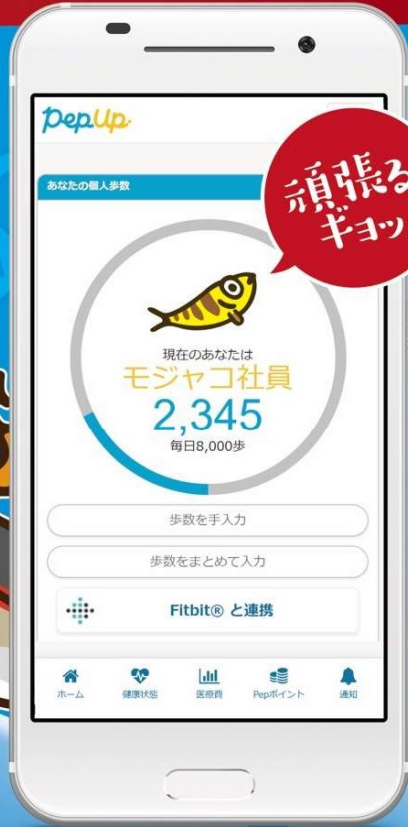 PepUp
頑張る
ギョッ
あなたの個人歩数
現在のあなたは
モジャコ社員
2,345
毎日8,000歩
歩数を手入力
歩数をまとめて入力
Fitbit® と連携
ホーム
健康状態
医療費
Pepポイント
通知